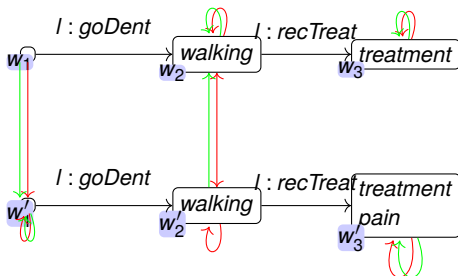 I : goDent
I : recTreat
w₁
walking
w₂
treatment
w₃
I : goDent
I : recTreat
w′₁
walking
w′₂
treatment
pain
w′₃